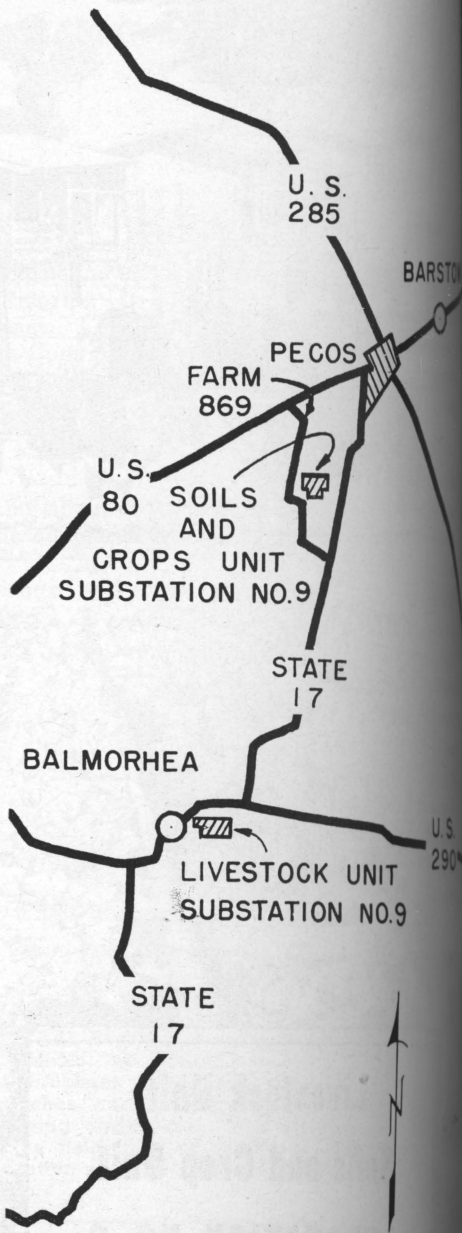 U. S.
285
BARSTOW
PECOS
FARM
869
U. S.
80
SOILS
AND
CROPS UNIT
SUBSTATION NO. 9
STATE
17
BALMORHEA
U. S.
290
LIVESTOCK UNIT
SUBSTATION NO. 9
STATE
17
N